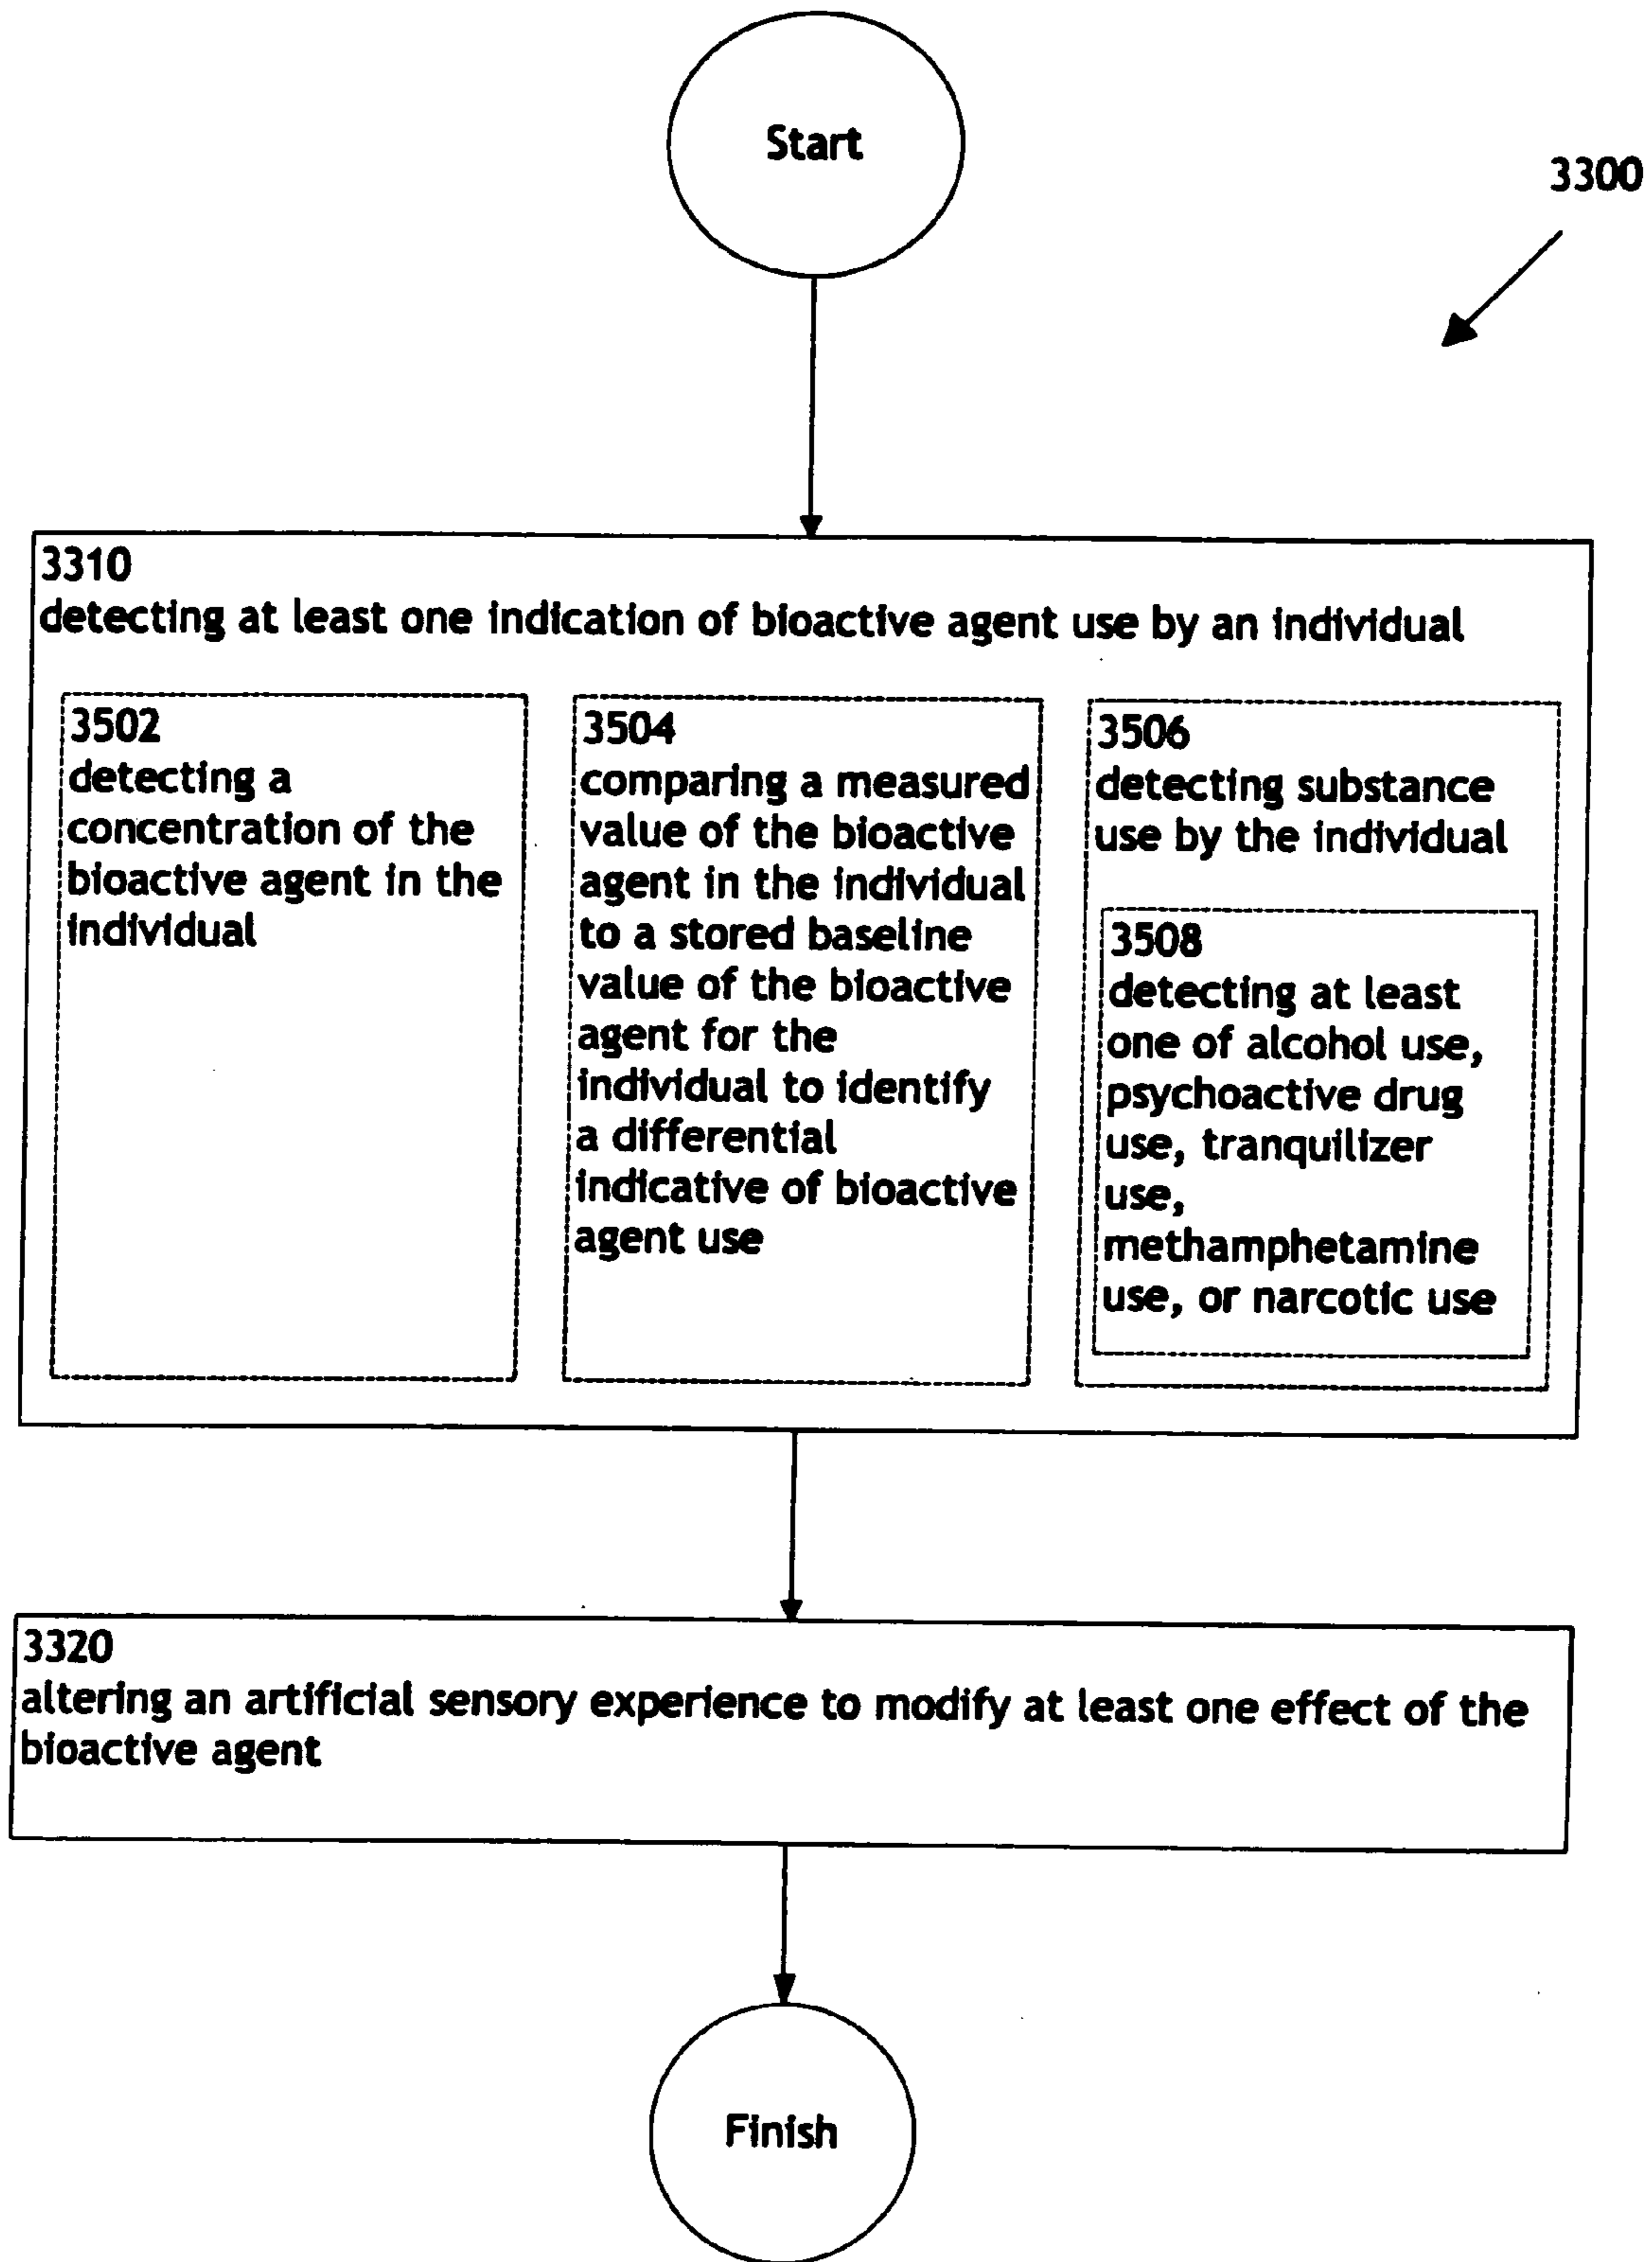 Start
3300
3310
detecting at least one indication of bioactive agent use by an individual
3502
detecting a
concentration of the
bioactive agent in the
individual
3504
comparing a measured
value of the bioactive
agent in the individual
to a stored baseline
value of the bioactive
agent for the
individual to identify
a differential
indicative of bioactive
agent use
3506
detecting substance
use by the individual
3508
detecting at least
one of alcohol use,
psychoactive drug
use, tranquilizer
use,
methamphetamine
use, or narcotic use
3320
altering an artificial sensory experience to modify at least one effect of the
bioactive agent
Finish